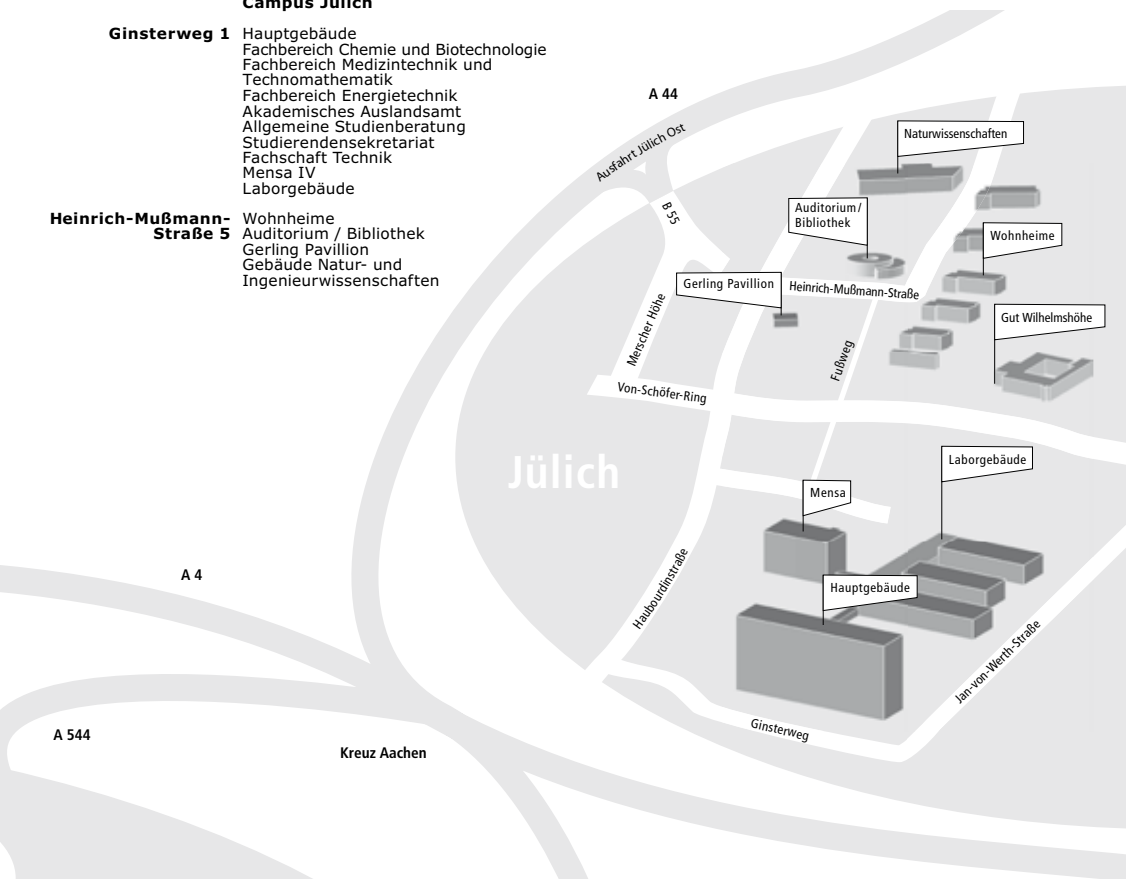 Campus Jülich
Ginsterweg 1 Hauptgebäude
Fachbereich Chemie und Biotechnologie
Fachbereich Medizintechnik und
Technomathematik
Fachbereich Energietechnik
Akademisches Auslandsamt
Allgemeine Studienberatung
Studierendensekretariat
Fachschaft Technik
Mensa IV
Laborgebäude
Heinrich-Mußmann- Wohnheime
Straße 5 Auditorium / Bibliothek
Gerling Pavillion
Gebäude Natur- und
Ingenieurwissenschaften
A 44
Ausfahrt Jülich Ost
Naturwissenschaften
B 55
Auditorium/
Bibliothek
Wohnheime
Gerling Pavillion
Heinrich-Mußmann-Straße
Gut Wilhelmshöhe
Merscher Höhe
Fußweg
Von-Schöfer-Ring
Jülich
Laborgebäude
Mensa
A 4
Hauptgebäude
Haubourdinstraße
Jan-von-Werth-Straße
Ginsterweg
A 544
Kreuz Aachen